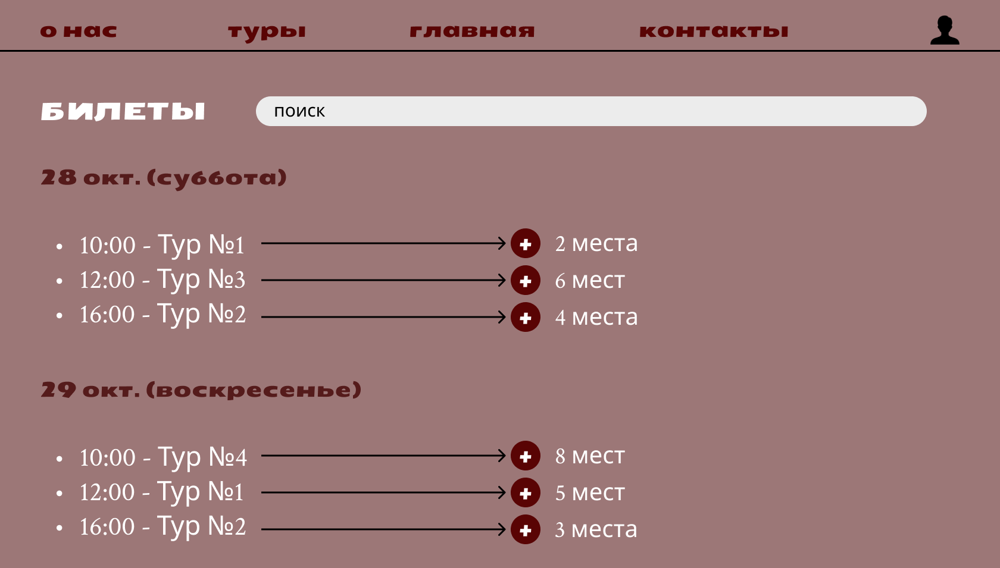 о нас туры главная контакты
БИЛЕТЫ поиск
28 окт. (суббота)
• 10:00 - Тур №1 + 2 места
• 12:00 - Тур №3 + 6 мест
• 16:00 - Тур №2 + 4 места
29 окт. (воскресенье)
• 10:00 - Тур №4 + 8 мест
• 12:00 - Тур №1 + 5 мест
• 16:00 - Тур №2 + 3 места